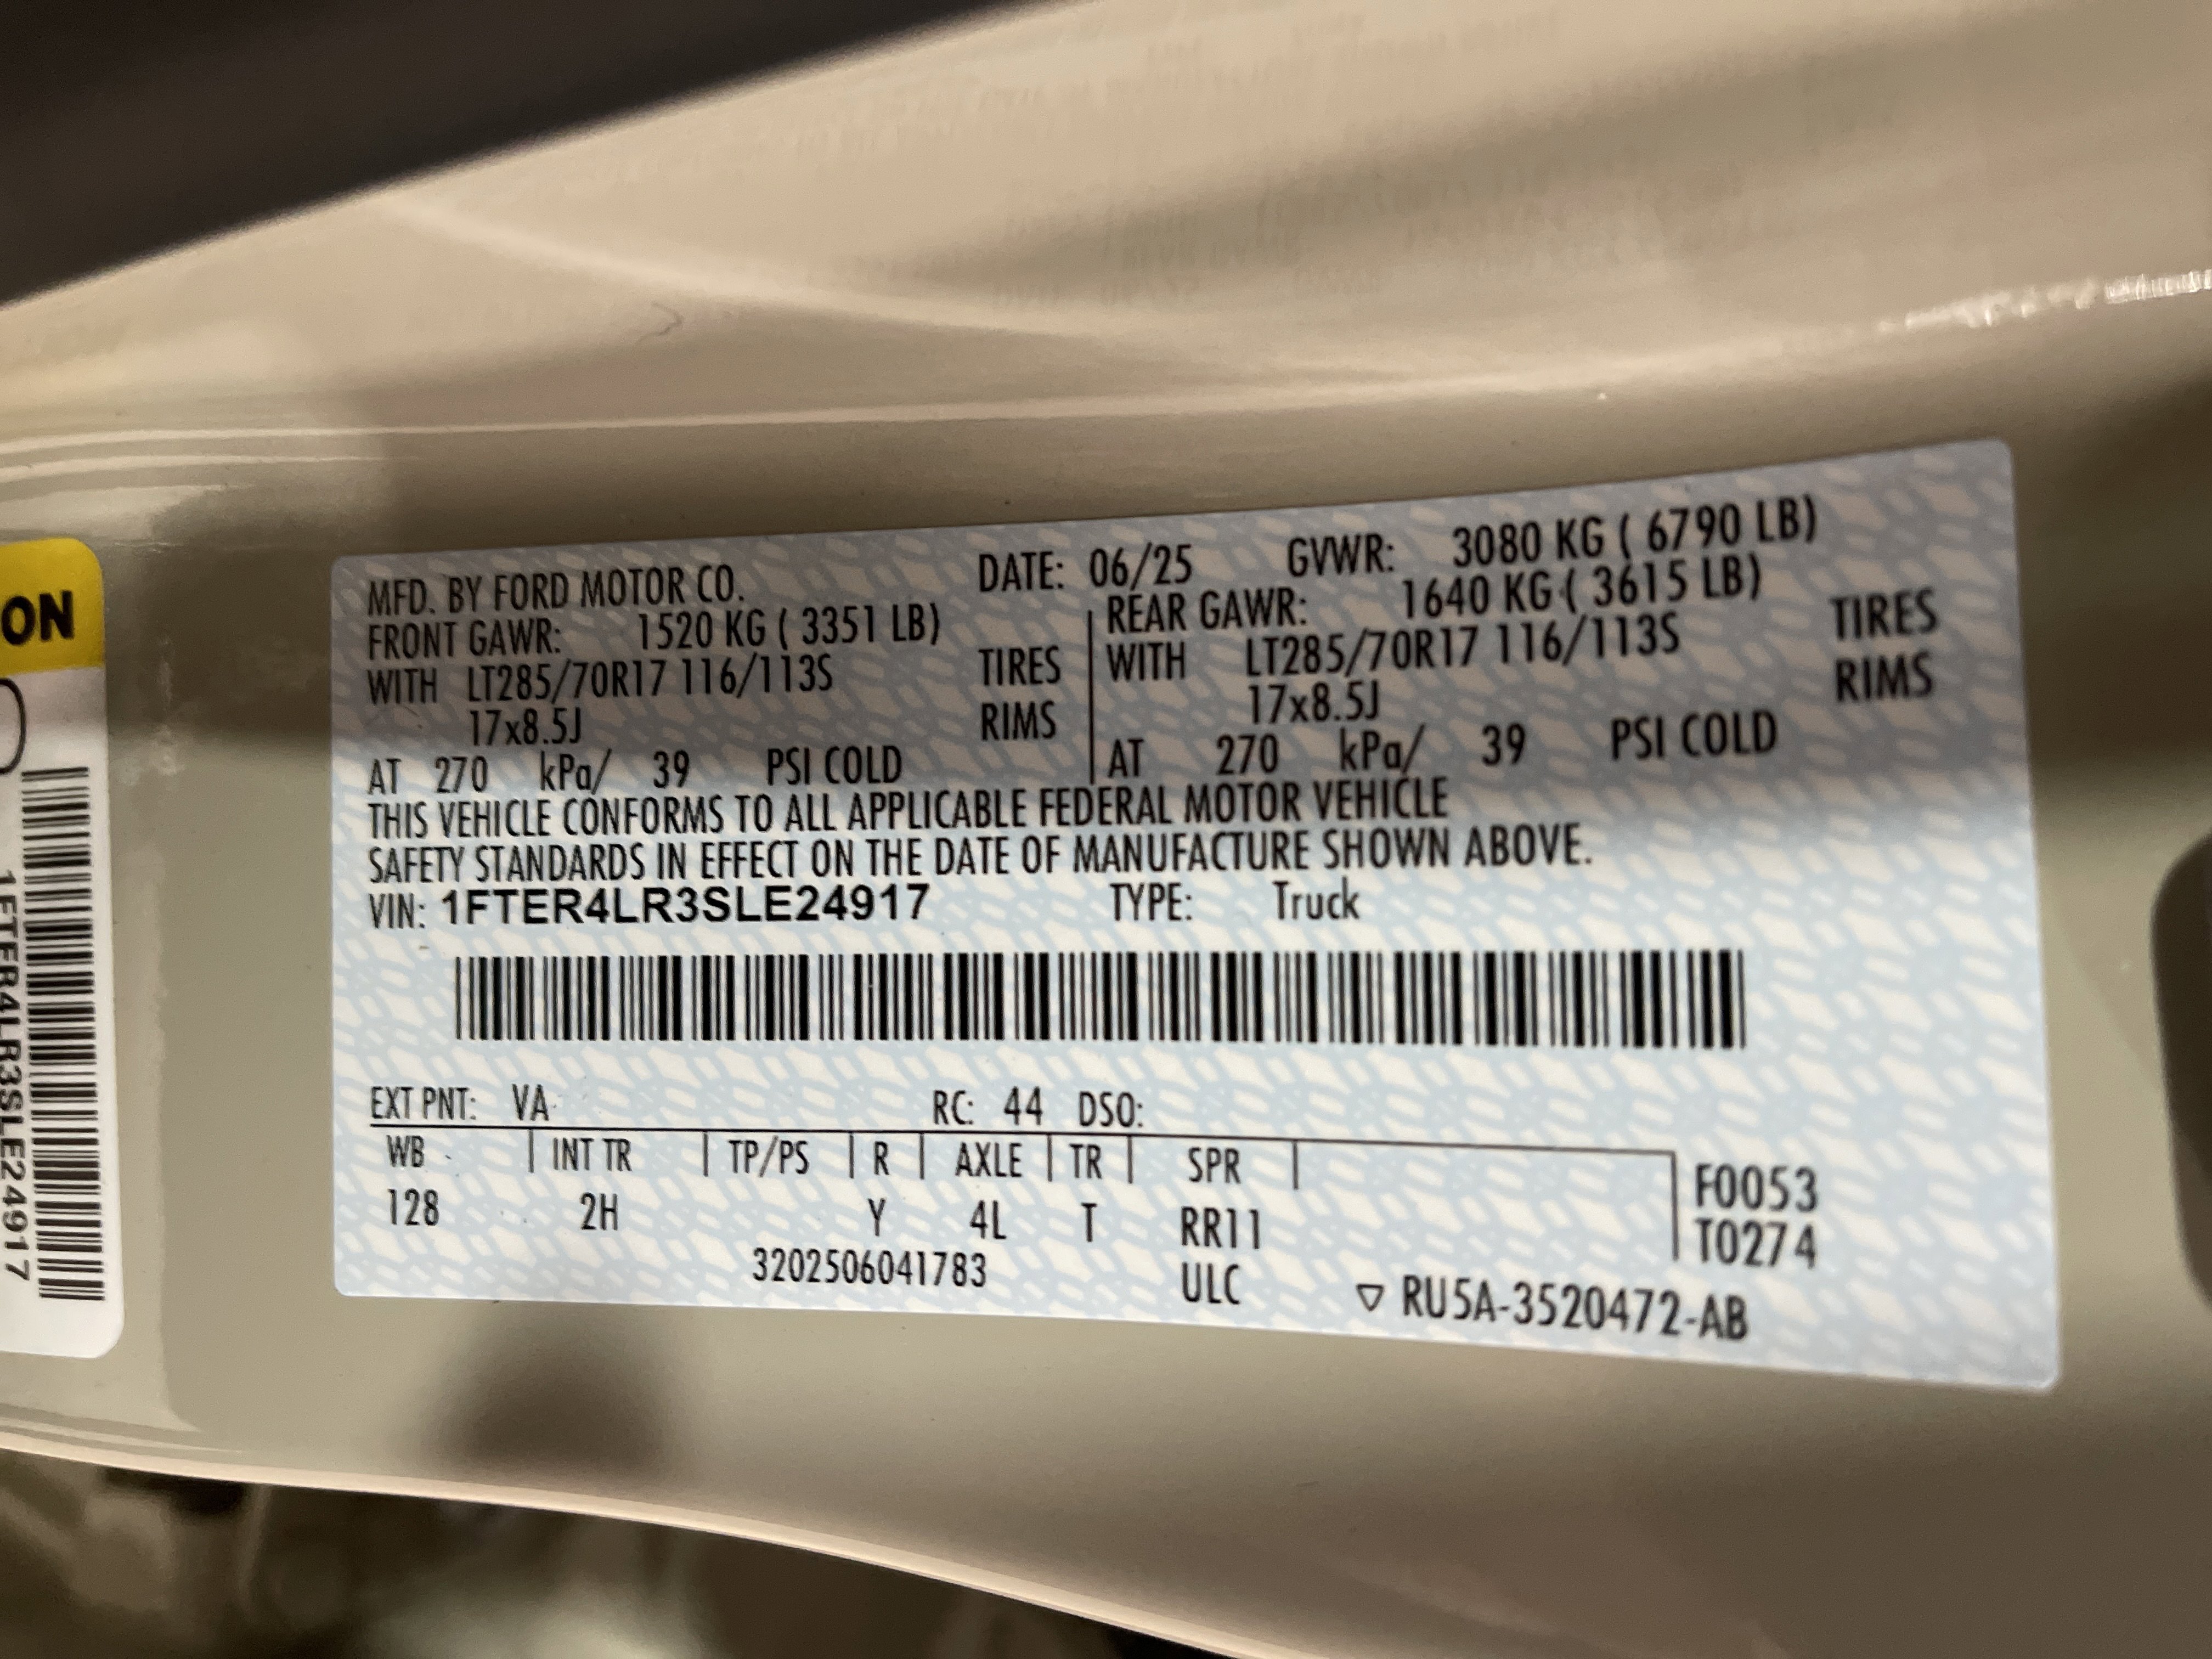 ON
1FTER4LR3SLE24917
MFD. BY FORD MOTOR CO. DATE: 06/25 GVWR: 3080 KG ( 6790 LB)
FRONT GAWR: 1520 KG ( 3351 LB) REAR GAWR: 1640 KG ( 3615 LB)
WITH LT285/70R17 116/113S TIRES WITH LT285/70R17 116/113S TIRES
17x8.5J RIMS 17x8.5J RIMS
AT 270 kPa/ 39 PSI COLD AT 270 kPa/ 39 PSI COLD
THIS VEHICLE CONFORMS TO ALL APPLICABLE FEDERAL MOTOR VEHICLE
SAFETY STANDARDS IN EFFECT ON THE DATE OF MANUFACTURE SHOWN ABOVE.
VIN: 1FTER4LR3SLE24917 TYPE: Truck
EXT PNT: VA RC: 44 DSO:
WB INT TR TP/PS R AXLE TR SPR
128 2H Y 4L T RR11
F0053
T0274
3202506041783 ULC ▽ RU5A-3520472-AB